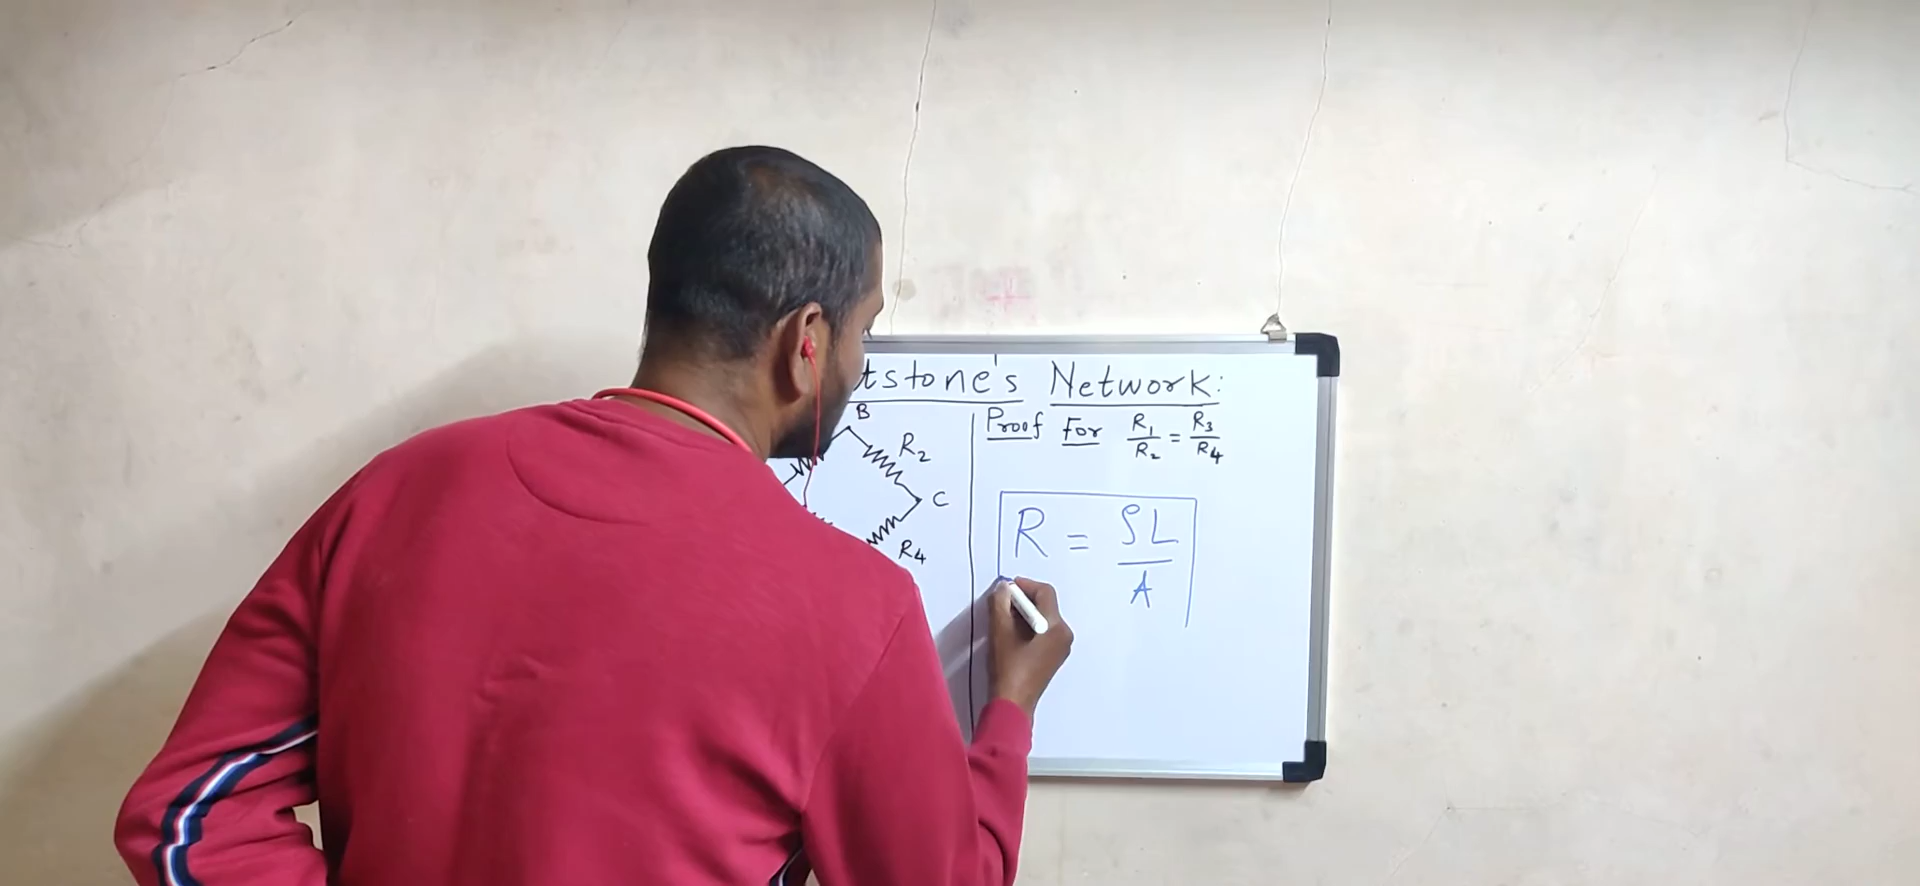 tstone's Network:
B
Proof For R₁/R₂ = R₃/R₄
R₂
C
R₄
R = ρL/A